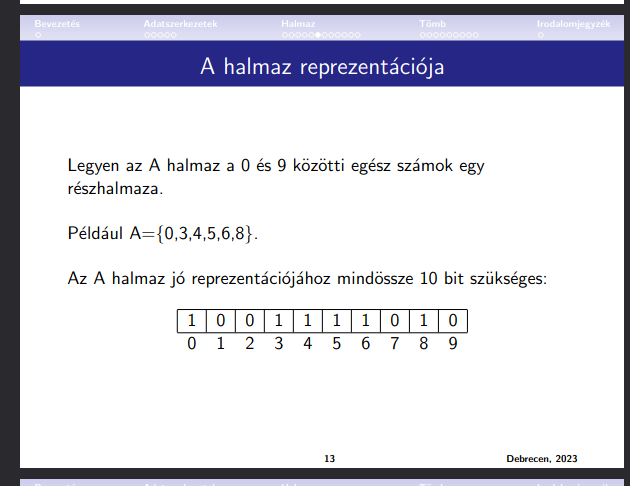 Bevezetés Adatszerkezetek Halmaz Tömb Irodalomjegyzék
A halmaz reprezentációja
Legyen az A halmaz a 0 és 9 közötti egész számok egy
részhalmaza.
Például A={0,3,4,5,6,8}.
Az A halmaz jó reprezentációjához mindössze 10 bit szükséges:
1 0 0 1 1 1 1 0 1 0
0 1 2 3 4 5 6 7 8 9
13 Debrecen, 2023